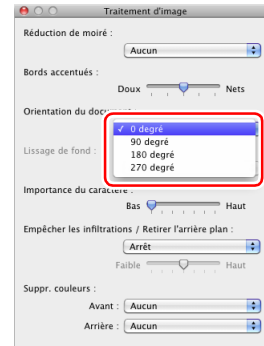 Traitement d'image
Réduction de moiré :
Aucun
Bords accentués :
Doux Nets
Orientation du document :
✓ 0 degré
90 degré
180 degré
270 degré
Lissage de fond :
Importance du caractère :
Bas Haut
Empêcher les infiltrations / Retirer l'arrière plan :
Arrêt
Faible Haut
Suppr. couleurs :
Avant : Aucun
Arrière : Aucun